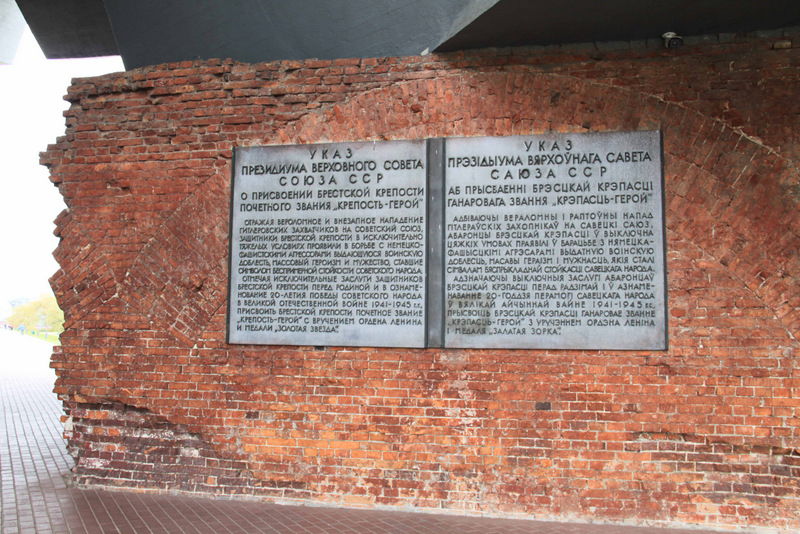 УКАЗ
ПРЕЗИДИУМА ВЕРХОВНОГО СОВЕТА
СОЮЗА ССР
О ПРИСВОЕНИИ БРЕСТСКОЙ КРЕПОСТИ
ПОЧЕТНОГО ЗВАНИЯ „КРЕПОСТЬ-ГЕРОЙ"
ОТРАЖАЯ ВЕРОЛОМНОЕ И ВНЕЗАПНОЕ НАПАДЕНИЕ
ГИТЛЕРОВСКИХ ЗАХВАТЧИКОВ НА СОВЕТСКИЙ СОЮЗ,
ЗАЩИТНИКИ БРЕСТСКОЙ КРЕПОСТИ В ИСКЛЮЧИТЕЛЬНО
ТЯЖЕЛЫХ УСЛОВИЯХ ПРОЯВИЛИ В БОРЬБЕ С НЕМЕЦКО-
ФАШИСТСКИМИ АГРЕССОРАМИ ВЫДАЮЩУЮСЯ ВОИНСКУЮ
ДОБЛЕСТЬ, МАССОВЫЙ ГЕРОИЗМ И МУЖЕСТВО, СТАВШИЕ
СИМВОЛОМ БЕСПРИМЕРНОЙ СТОЙКОСТИ СОВЕТСКОГО НАРОДА.
ОТМЕЧАЯ ИСКЛЮЧИТЕЛЬНЫЕ ЗАСЛУГИ ЗАЩИТНИКОВ
БРЕСТСКОЙ КРЕПОСТИ ПЕРЕД РОДИНОЙ И В ОЗНАМЕ-
НОВАНИЕ 20-ЛЕТИЯ ПОБЕДЫ СОВЕТСКОГО НАРОДА
В ВЕЛИКОЙ ОТЕЧЕСТВЕННОЙ ВОЙНЕ 1941-1945 г.г.,
ПРИСВОИТЬ БРЕСТСКОЙ КРЕПОСТИ ПОЧЕТНОЕ ЗВАНИЕ
„КРЕПОСТЬ-ГЕРОЙ" С ВРУЧЕНИЕМ ОРДЕНА ЛЕНИНА
И МЕДАЛИ „ЗОЛОТАЯ ЗВЕЗДА".
УКАЗ
ПРЭЗІДЫУМА ВЯРХОЎНАГА САВЕТА
САЮЗА ССР
АБ ПРЫСВАЕННІ БРЭСЦКАЙ КРЭПАСЦІ
ГАНАРОВАГА ЗВАННЯ „КРЭПАСЦЬ-ГЕРОЙ"
АДБІВАЮЧЫ ВЕРАЛОМНЫ І РАПТОЎНЫ НАПАД
ГІТЛЕРАЎСКІХ ЗАХОПНІКАЎ НА САВЕЦКІ САЮЗ,
АБАРОНЦЫ БРЭСЦКАЙ КРЭПАСЦІ Ў ВЫКЛЮЧНА
ЦЯЖКІХ УМОВАХ ПРАЯВІЛІ Ў БАРАЦЬБЕ З НЯМЕЦКА-
ФАШЫСЦКІМІ АГРЭСАРАМІ ВЫДАТНУЮ ВОІНСКУЮ
ДОБЛЕСЦЬ, МАСАВЫ ГЕРАІЗМ І МУЖНАСЦЬ, ЯКІЯ СТАЛІ
СІМВАЛАМ БЯСПРЫКЛАДНАЙ СТОЙКАСЦІ САВЕЦКАГА НАРОДА.
АДЗНАЧАЮЧЫ ВЫКЛЮЧНЫЯ ЗАСЛУГІ АБАРОНЦАЎ
БРЭСЦКАЙ КРЭПАСЦІ ПЕРАД РАДЗІМАЙ І Ў АЗНАМЕ-
НАВАННЕ 20-ГОДДЗЯ ПЕРАМОГІ САВЕЦКАГА НАРОДА
Ў ВЯЛІКАЙ АЙЧЫННАЙ ВАЙНЕ 1941-1945 г.г.,
ПРЫСВОІЦЬ БРЭСЦКАЙ КРЭПАСЦІ ГАНАРОВАЕ ЗВАННЕ
„КРЭПАСЦЬ-ГЕРОЙ" З УРУЧЭННЕМ ОРДЭНА ЛЕНІНА
І МЕДАЛЯ „ЗАЛАТАЯ ЗОРКА".